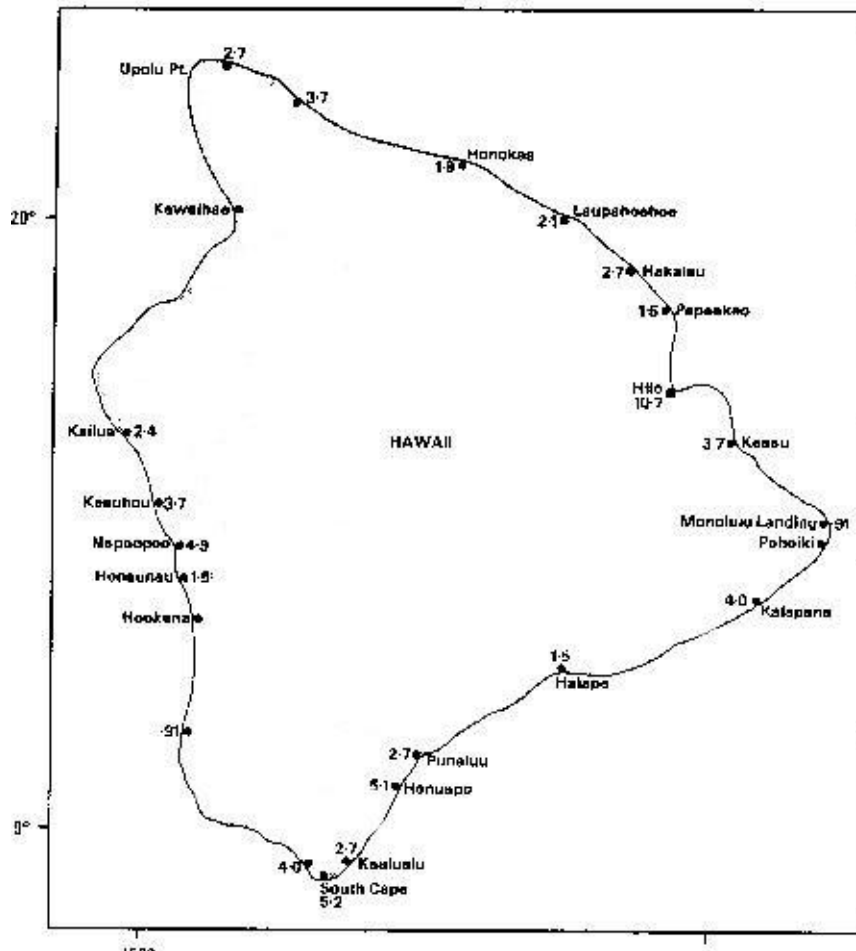 2·7
Upolu Pt.
3·7
Honokaa
1·8
Kawaihae
20°
Laupahoehoe
2·1
2·7 Hakalau
1·5 Papaakao
Hilo
10·7
Kailua 2·4
HAWAII
3·7 Keaau
Keauhou 3·7
Monoluu Landing ·91
Napoopoo 4·9
Pohoiki
Honaunau 1·5
4·0
Kalapana
Hookena
1·5
Halapa
·91
2·7 Punaluu
5·1 Honuapo
9°
2·7
4·0 Kaalualu
South Cape
5·2